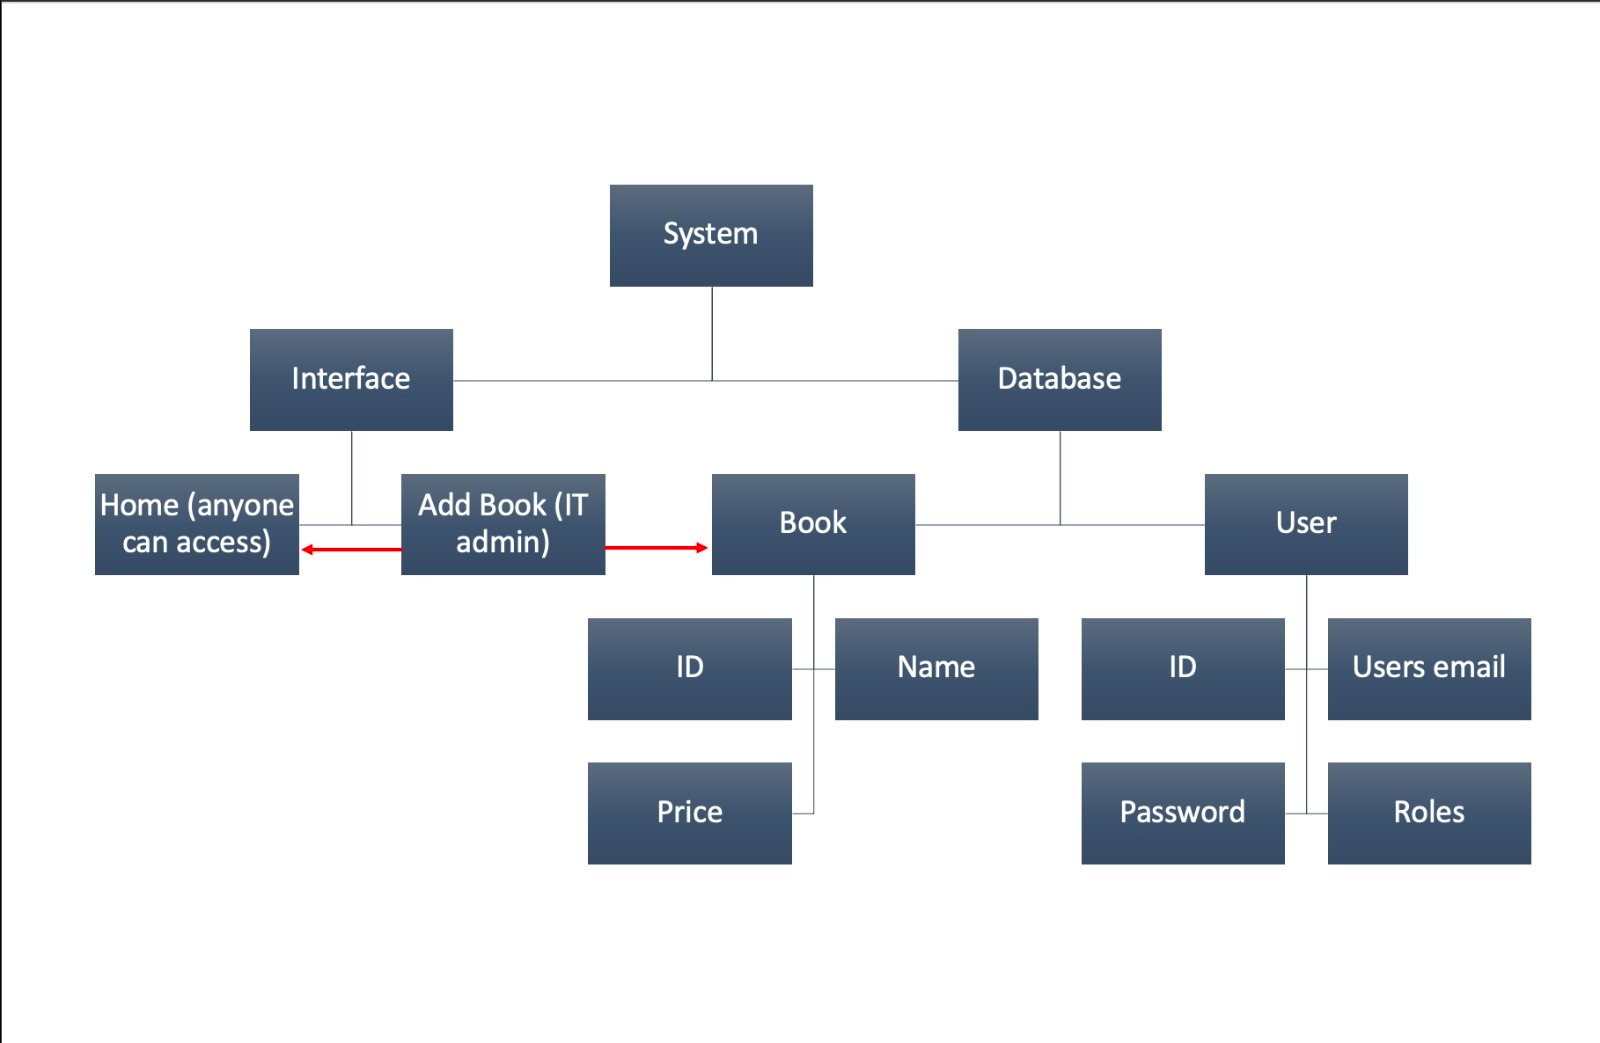 System
Interface
Database
Home (anyone
can access)
Add Book (IT
admin)
Book
User
ID
Name
ID
Users email
Price
Password
Roles